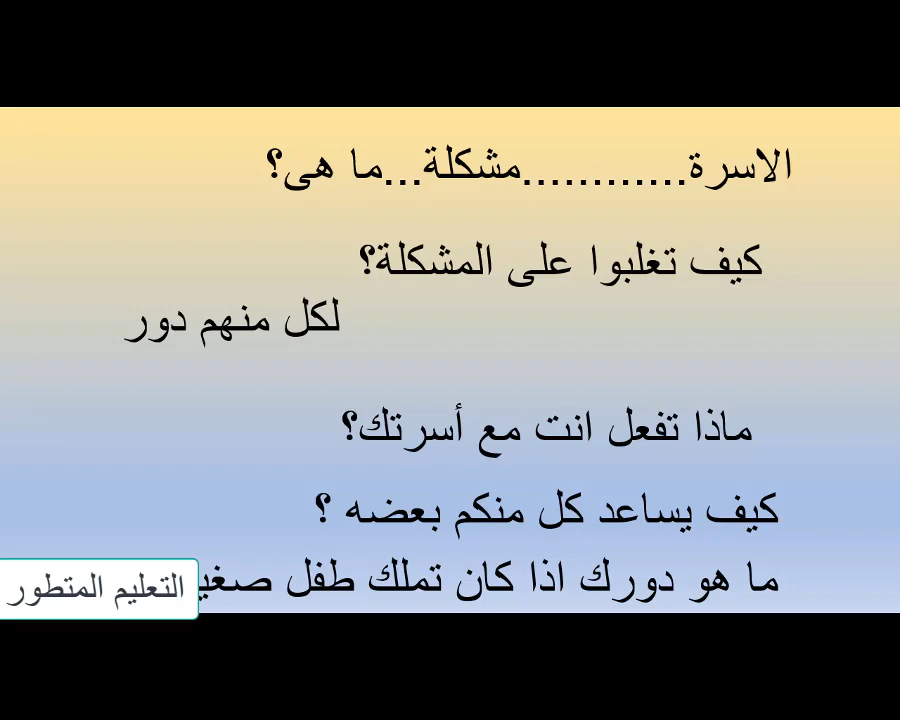 الاسرة............مشكلة...ما هى؟
كيف تغلبوا على المشكلة؟
لكل منهم دور
ماذا تفعل انت مع أسرتك؟
كيف يساعد كل منكم بعضه ؟
ما هو دورك اذا كان تملك طفل
التعليم المتطور